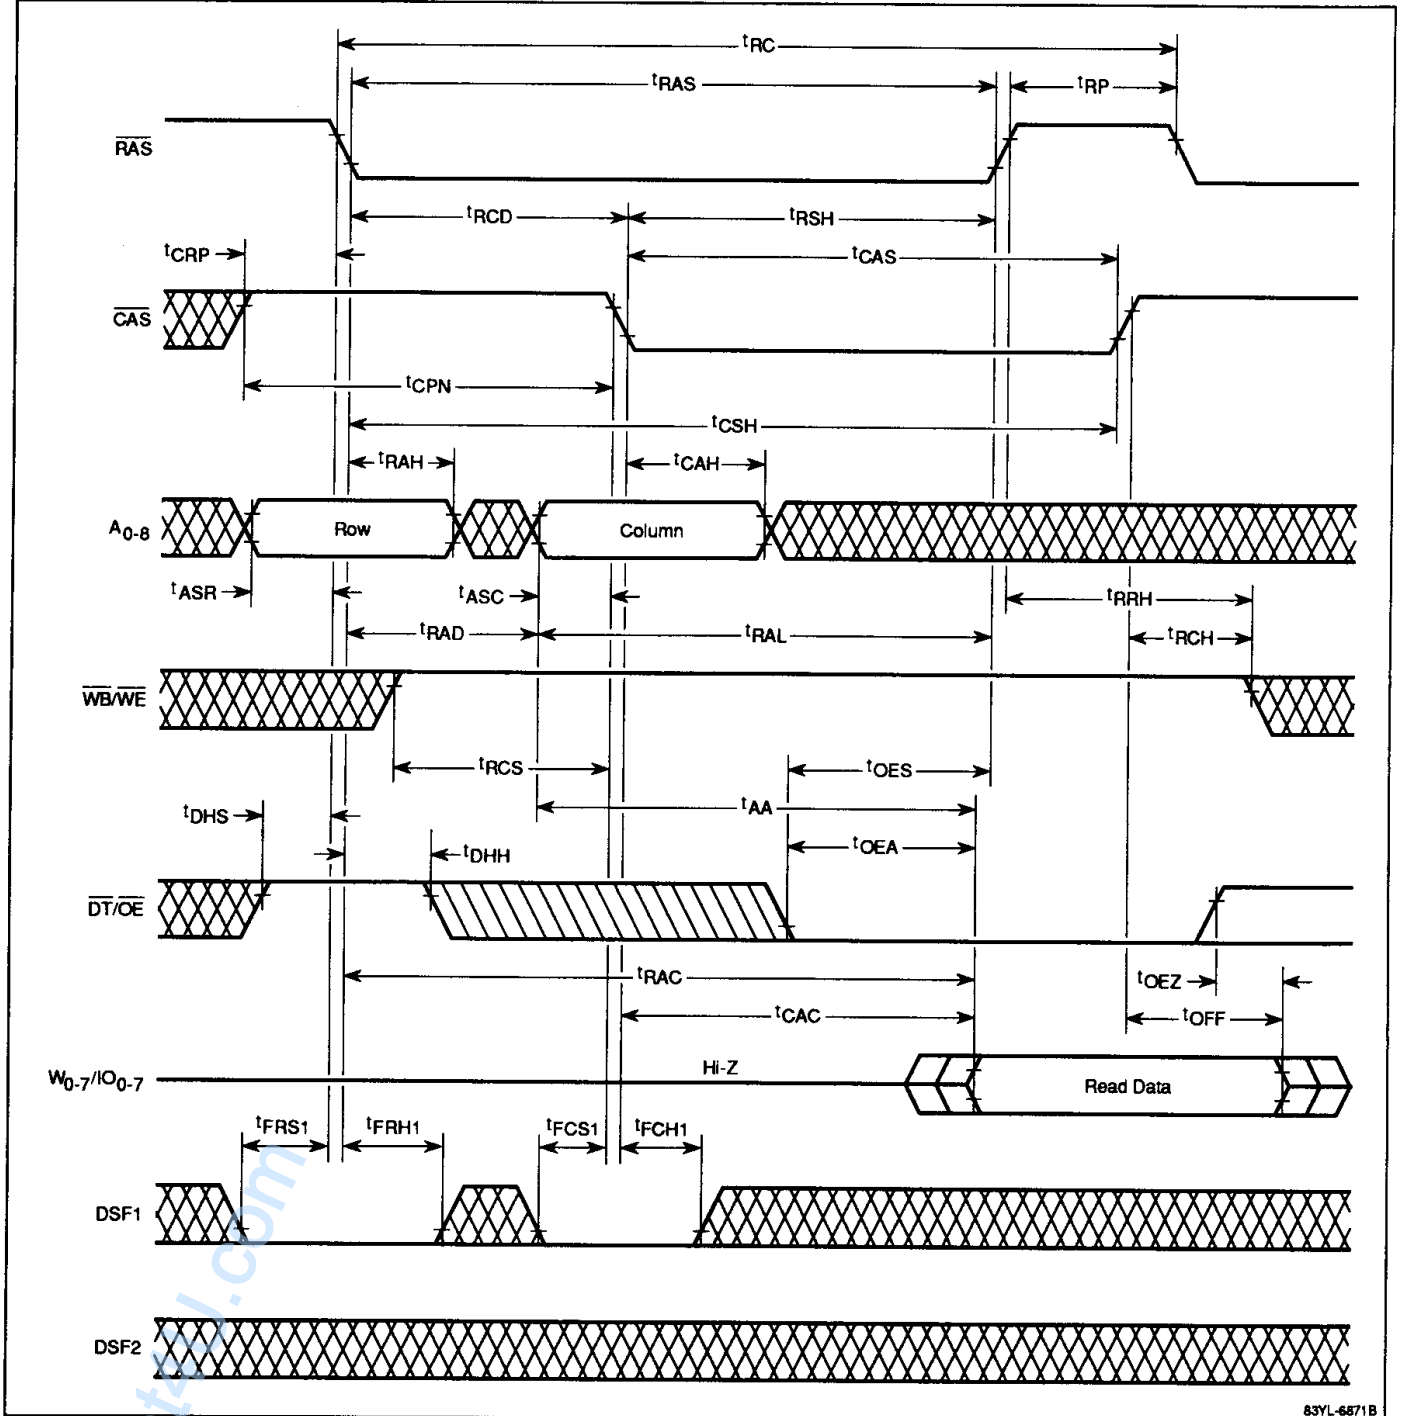 tRC
tRAS
tRP
RAS
tRCD
tRSH
tCRP
tCAS
CAS
tCPN
tCSH
tRAH
tCAH
A0-8
Row
Column
tASR
tASC
tRRH
tRAD
tRAL
tRCH
WB/WE
tRCS
tOES
tAA
tDHS
tDHH
tOEA
DT/OE
tRAC
tOEZ
tCAC
tOFF
W0-7/IO0-7
Hi-Z
Read Data
tFRS1
tFRH1
tFCS1
tFCH1
DSF1
DSF2
t4U.com
83YL-6871B